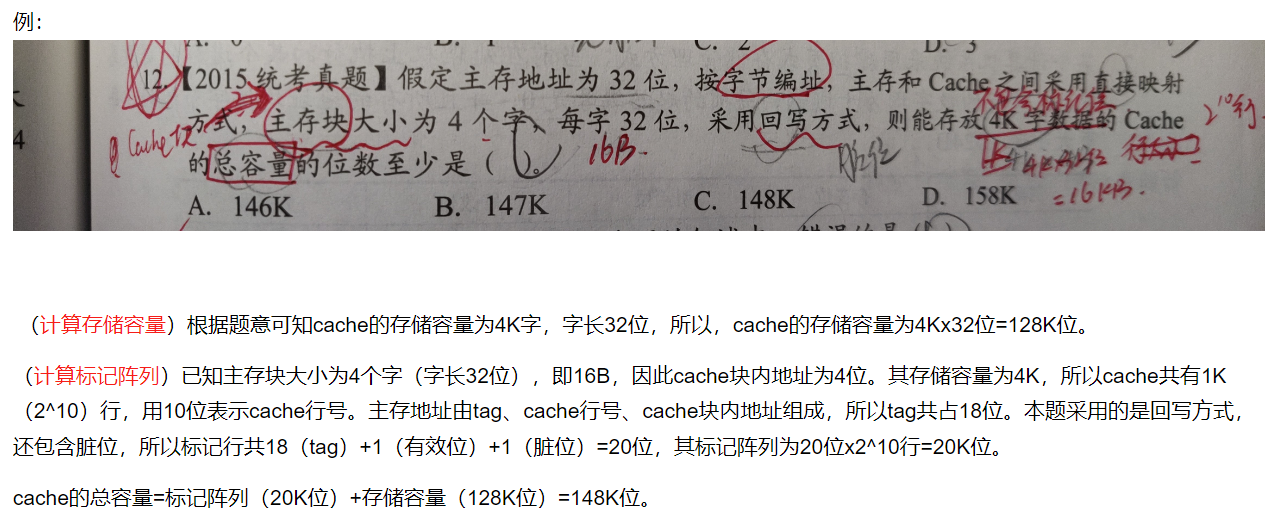 例：
12.【2015 统考真题】假定主存地址为 32 位，按字节编址，主存和 Cache 之间采用直接映射
方式，主存块大小为 4 个字，每字 32 位，采用回写方式，则能存放 4K 字数据的 Cache 2^10行
Cache块 16B 脏位
的总容量的位数至少是（ ）。
=16KB.
A. 146K B. 147K C. 148K D. 158K
（计算存储容量）根据题意可知cache的存储容量为4K字，字长32位，所以，cache的存储容量为4Kx32位=128K位。
（计算标记阵列）已知主存块大小为4个字（字长32位），即16B，因此cache块内地址为4位。其存储容量为4K，所以cache共有1K
（2^10）行，用10位表示cache行号。主存地址由tag、cache行号、cache块内地址组成，所以tag共占18位。本题采用的是回写方式，
还包含脏位，所以标记行共18（tag）+1（有效位）+1（脏位）=20位，其标记阵列为20位x2^10行=20K位。
cache的总容量=标记阵列（20K位）+存储容量（128K位）=148K位。